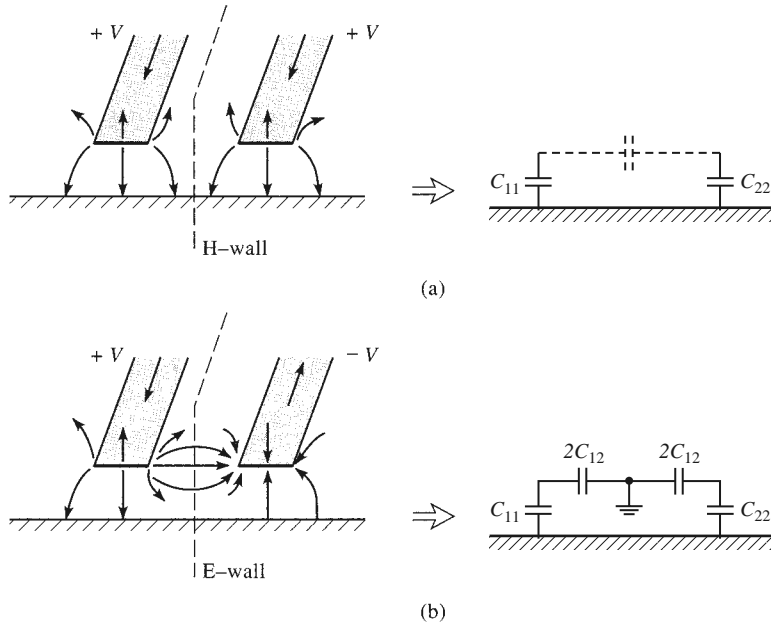 + V
+ V
C₁₁
C₂₂
H–wall
(a)
+ V
– V
2C₁₂
2C₁₂
C₁₁
C₂₂
E–wall
(b)